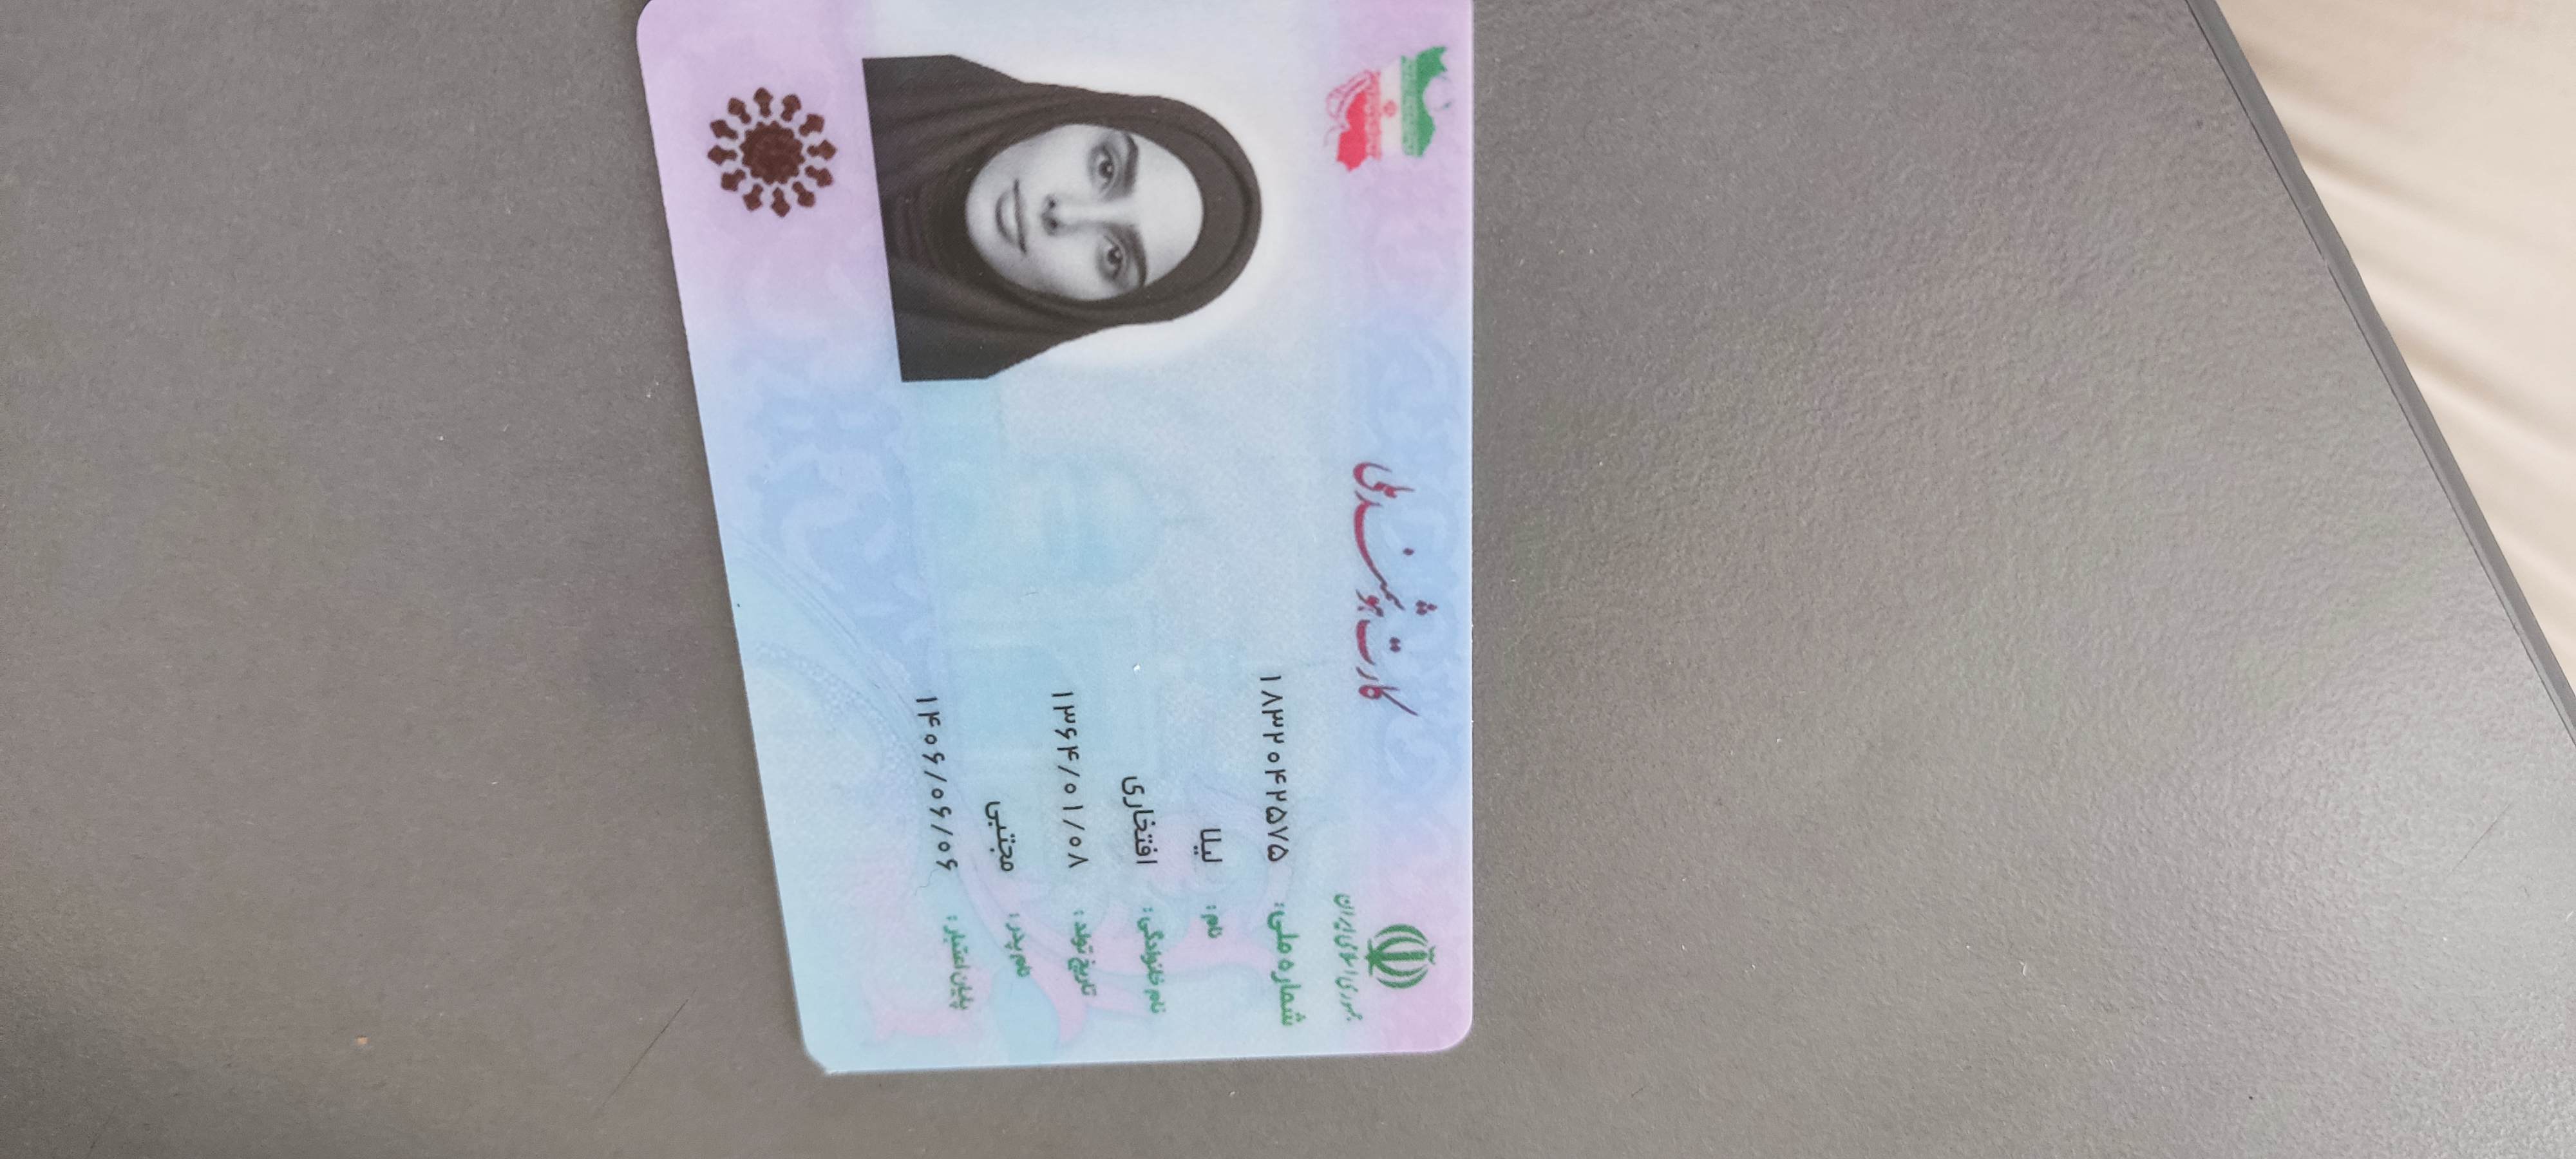 جمهوری اسلامی ایران
کارت هوشمند ملی
شماره ملی: ۱۸۳۲۰۴۲۵۷۵
نام: لیلا
نام خانوادگی: افتخاری
تاریخ تولد: ۱۳۶۴/۰۱/۰۸
نام پدر: مجتبی
پایان اعتبار: ۱۴۰۶/۰۶/۰۶